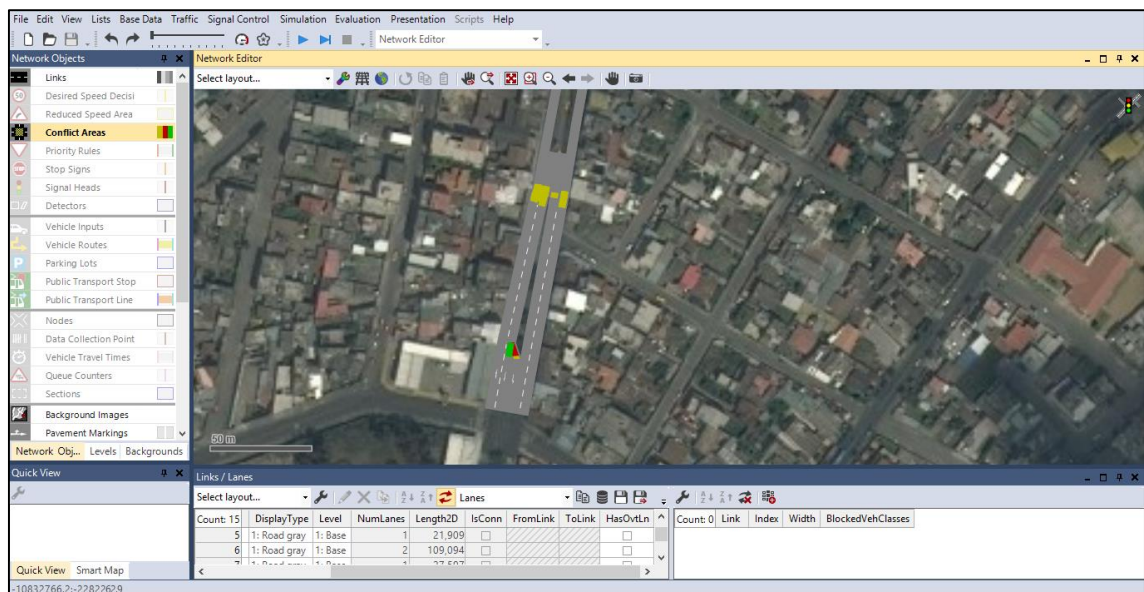 File Edit View Lists Base Data Traffic Signal Control Simulation Evaluation Presentation Scripts Help
Network Editor
Network Objects
Network Editor
Links
Select layout...
50
Desired Speed Decisi
Reduced Speed Area
Conflict Areas
Priority Rules
Stop Signs
Signal Heads
Detectors
Vehicle Inputs
Vehicle Routes
P
Parking Lots
Public Transport Stop
Public Transport Line
Nodes
Data Collection Point
Vehicle Travel Times
Queue Counters
Sections
Background Images
Pavement Markings
50 m
Network Obj... Levels Backgrounds
Quick View
Links / Lanes
Select layout... Lanes
Count: 15 DisplayType Level NumLanes Length2D IsConn FromLink ToLink HasOvtLn
Count: 0 Link Index Width BlockedVehClasses
5 1: Road gray 1: Base 1 21,909
6 1: Road gray 1: Base 2 109,094
Quick View Smart Map
-10832766.2:-2282262.9